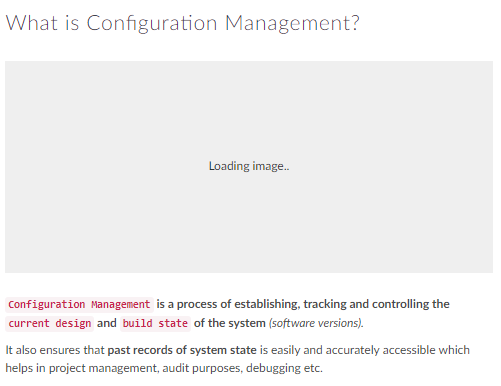 What is Configuration Management?
Loading image..
Configuration Management is a process of establishing, tracking and controlling the
current design and build state of the system (software versions).
It also ensures that past records of system state is easily and accurately accessible which
helps in project management, audit purposes, debugging etc.